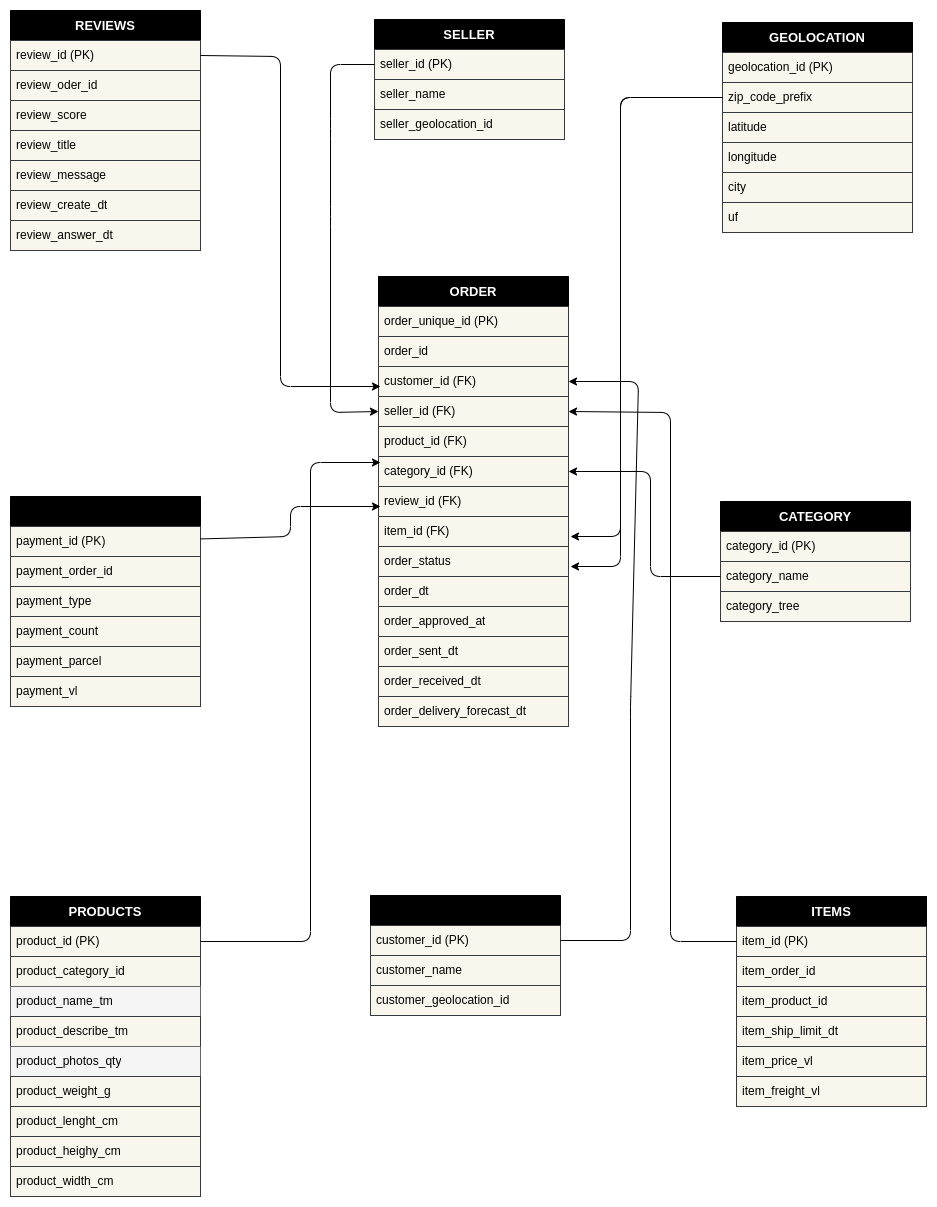 REVIEWS
review_id (PK)
review_oder_id
review_score
review_title
review_message
review_create_dt
review_answer_dt
SELLER
seller_id (PK)
seller_name
seller_geolocation_id
GEOLOCATION
geolocation_id (PK)
zip_code_prefix
latitude
longitude
city
uf
ORDER
order_unique_id (PK)
order_id
customer_id (FK)
seller_id (FK)
product_id (FK)
category_id (FK)
review_id (FK)
item_id (FK)
order_status
order_dt
order_approved_at
order_sent_dt
order_received_dt
order_delivery_forecast_dt
payment_id (PK)
payment_order_id
payment_type
payment_count
payment_parcel
payment_vl
CATEGORY
category_id (PK)
category_name
category_tree
PRODUCTS
product_id (PK)
product_category_id
product_name_tm
product_describe_tm
product_photos_qty
product_weight_g
product_lenght_cm
product_heighy_cm
product_width_cm
customer_id (PK)
customer_name
customer_geolocation_id
ITEMS
item_id (PK)
item_order_id
item_product_id
item_ship_limit_dt
item_price_vl
item_freight_vl